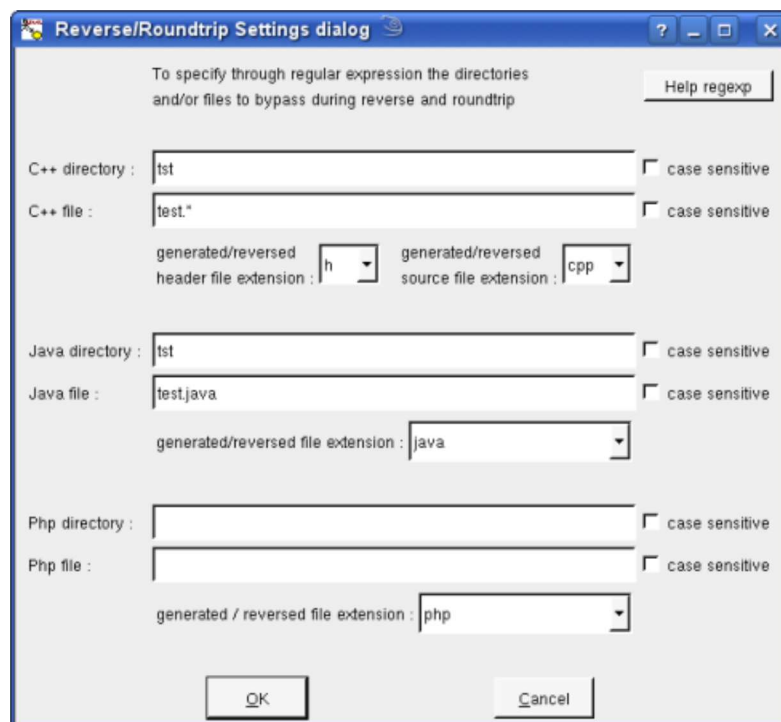 Reverse/Roundtrip Settings dialog ?
To specify through regular expression the directories
and/or files to bypass during reverse and roundtrip
Help regexp
C++ directory : tst case sensitive
C++ file : test.* case sensitive
generated/reversed
header file extension : h
generated/reversed
source file extension : cpp
Java directory : tst case sensitive
Java file : test.java case sensitive
generated/reversed file extension : java
Php directory : case sensitive
Php file : case sensitive
generated / reversed file extension : php
OK Cancel